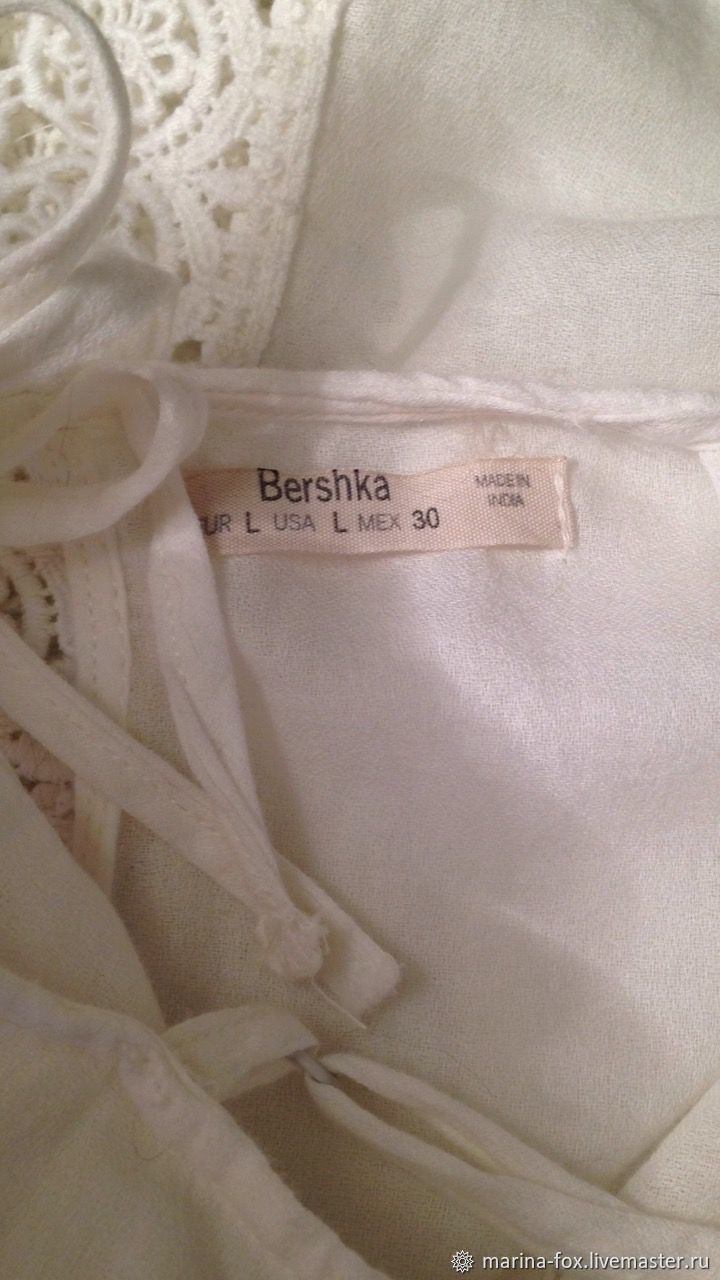 Bershka
MADE IN
INDIA
UR L USA L MEX 30
marina-fox.livemaster.ru